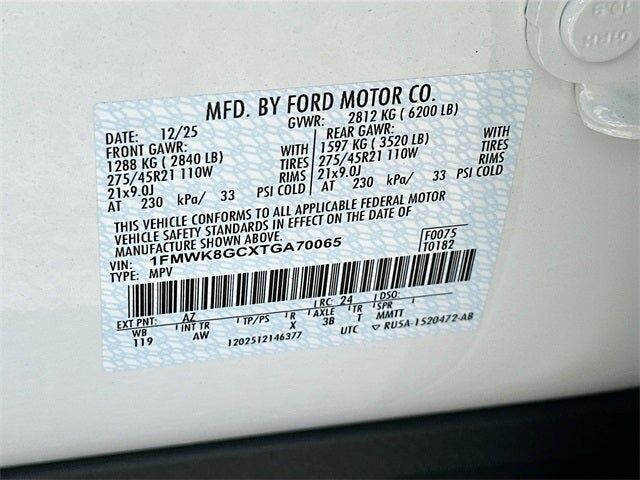 MFD. BY FORD MOTOR CO.
DATE: 12/25 GVWR: 2812 KG ( 6200 LB)
FRONT GAWR: REAR GAWR:
1288 KG ( 2840 LB) WITH 1597 KG ( 3520 LB) WITH
275/45R21 110W TIRES 275/45R21 110W TIRES
21x9.0J RIMS 21x9.0J RIMS
AT 230 kPa/ 33 PSI COLD AT 230 kPa/ 33 PSI COLD
THIS VEHICLE CONFORMS TO ALL APPLICABLE FEDERAL MOTOR
VEHICLE SAFETY STANDARDS IN EFFECT ON THE DATE OF
MANUFACTURE SHOWN ABOVE.
VIN: 1FMWK8GCXTGA70065 F0075
TYPE: MPV T0182
EXT PNT: AZ RC: 24 DSO:
WB INT TR TP/PS R AXLE TR SPR
119 AW X 3B T MMTT
1202512146377 UTC ▽ RU5A-1520472-AB